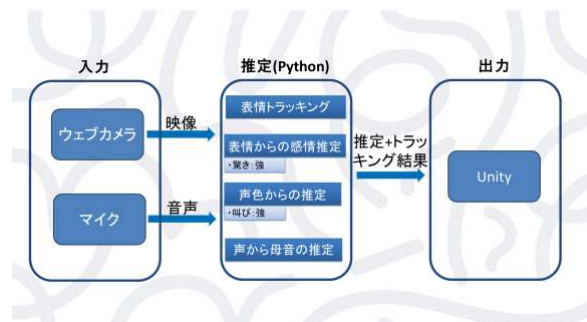 入力
ウェブカメラ
マイク
映像
音声
推定(Python)
表情トラッキング
表情からの感情推定
・驚き:強
声色からの推定
・叫び:強
声から母音の推定
推定+トラッ
キング結果
出力
Unity